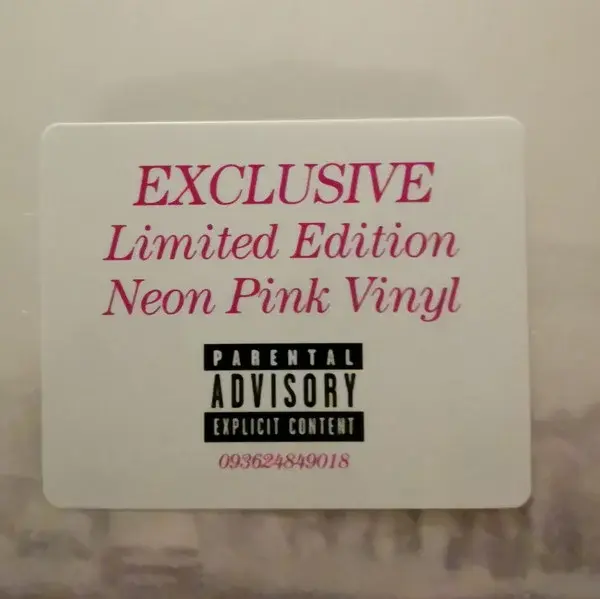 EXCLUSIVE
Limited Edition
Neon Pink Vinyl
PARENTAL
ADVISORY
EXPLICIT CONTENT
093624849018